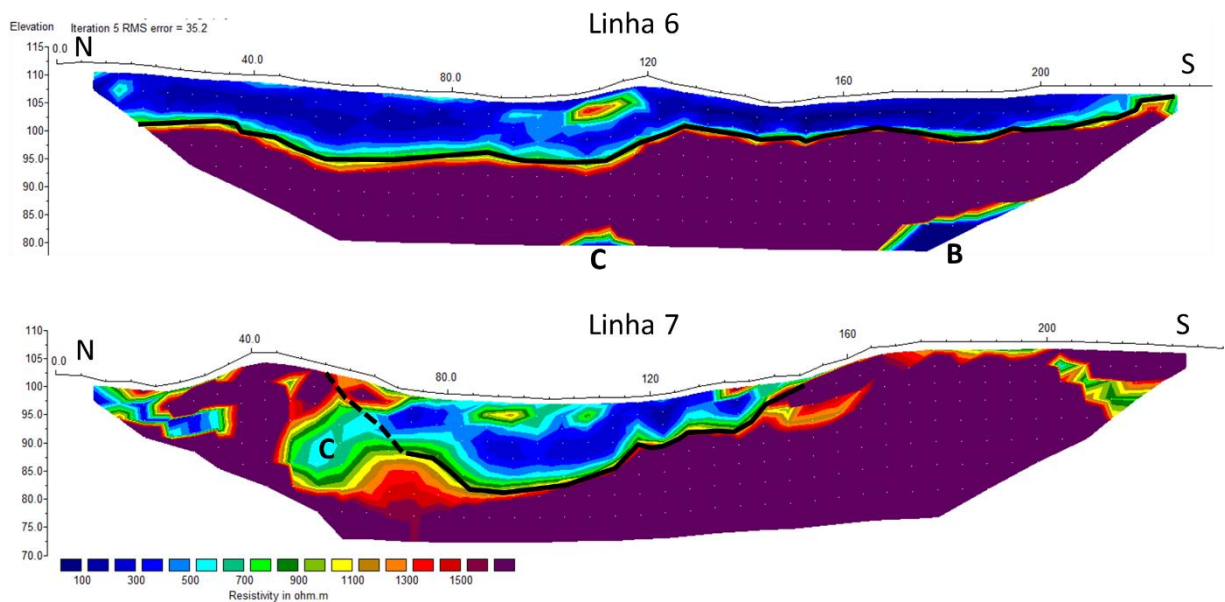 Linha 6
Elevation Iteration 5 RMS error = 35.2
N
S
0.0 40.0 80.0 120 160 200
115
110
105
100
95.0
90.0
85.0
80.0
C
B
Linha 7
N
S
0.0 40.0 80.0 120 160 200
110
105
100
95.0
90.0
85.0
80.0
75.0
70.0
C
100 300 500 700 900 1100 1300 1500
Resistivity in ohm.m